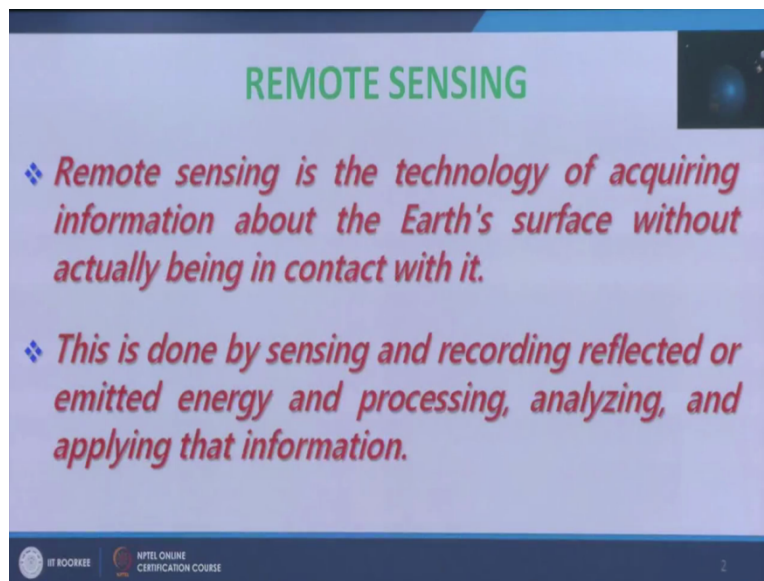 REMOTE SENSING
Remote sensing is the technology of acquiring
information about the Earth's surface without
actually being in contact with it.
This is done by sensing and recording reflected or
emitted energy and processing, analyzing, and
applying that information.
IIT ROORKEE
NPTEL ONLINE
CERTIFICATION COURSE
2